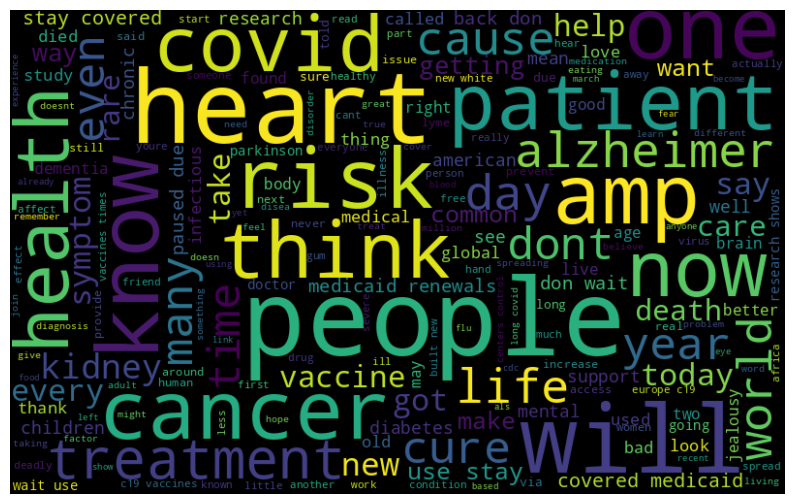 stay covered
start
research
read
called
back don
help
one
died
covid
said
told
part
cause
hear
love
way
even
study
rare
chronic
someone
found
sure
healthy
issue
getting
mean
due
new white
eating
medication
away
actually
want
march
become
experience
doesnt
heart
disorder
cant
great
true
right
good
fear
patient
still
youre
need
everyone
cover
thing
lyme
really
learn
different
dementia
already
health
know
symptom
paused due
infectious
take
parkinson
body
next
risk
illness
american
person
prevent
alzheimer
affect
remember
vaccines times
yet
disea
blood
medical
never
free
million
common
day
amp
anyone
believe
say
well
care
effect
join
provide
friend
many
using
doesn
feel
gum
treat
think
global
doctor
see
hand
spreading
dont
age
virus
brain
research shows
live
don wait
now
diagnosis
something
link
time
medicaid renewals
severe
flu
people
may
built new
long covid
long
much
centers control
cdc
real
problem
death
better
eye
word
africa
give
food
kidney
around
human
drug
ill
first
increase
access
year
world
every
adult
vaccine
life
support
europe c19
today
thank
left
cancer
might
less
hope
als
got
make
mental
used
women
two
going
jealousy
children
factor
diabetes
old
cure
bad
look
recent
spread
taking
deadly
show
treatment
new
use stay
via
will
covered medicaid
wait use
c19 vaccines
known
little
another
work
condition
based
living